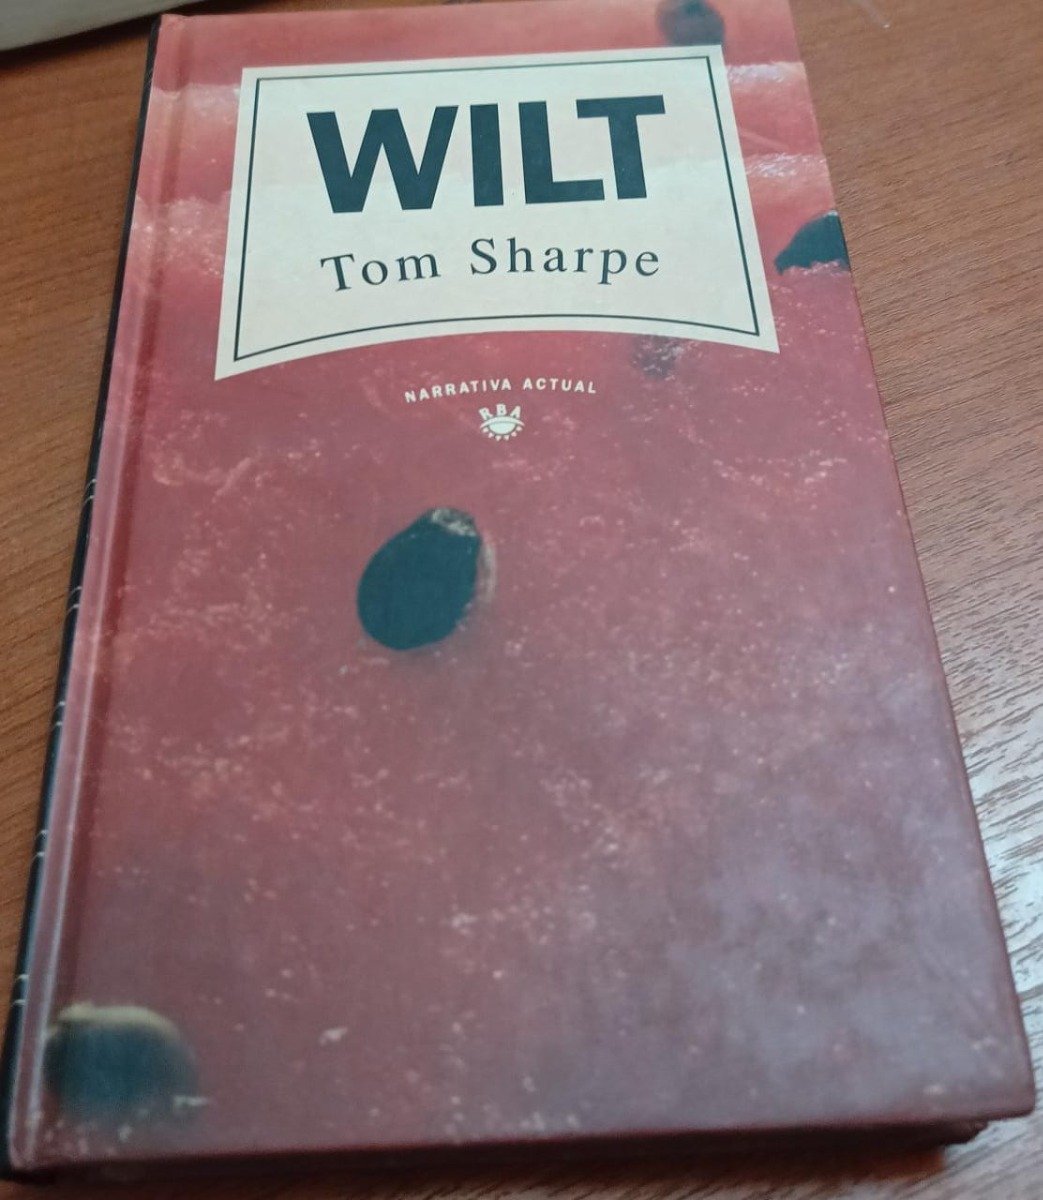 WILT
Tom Sharpe
NARRATIVA ACTUAL
RBA